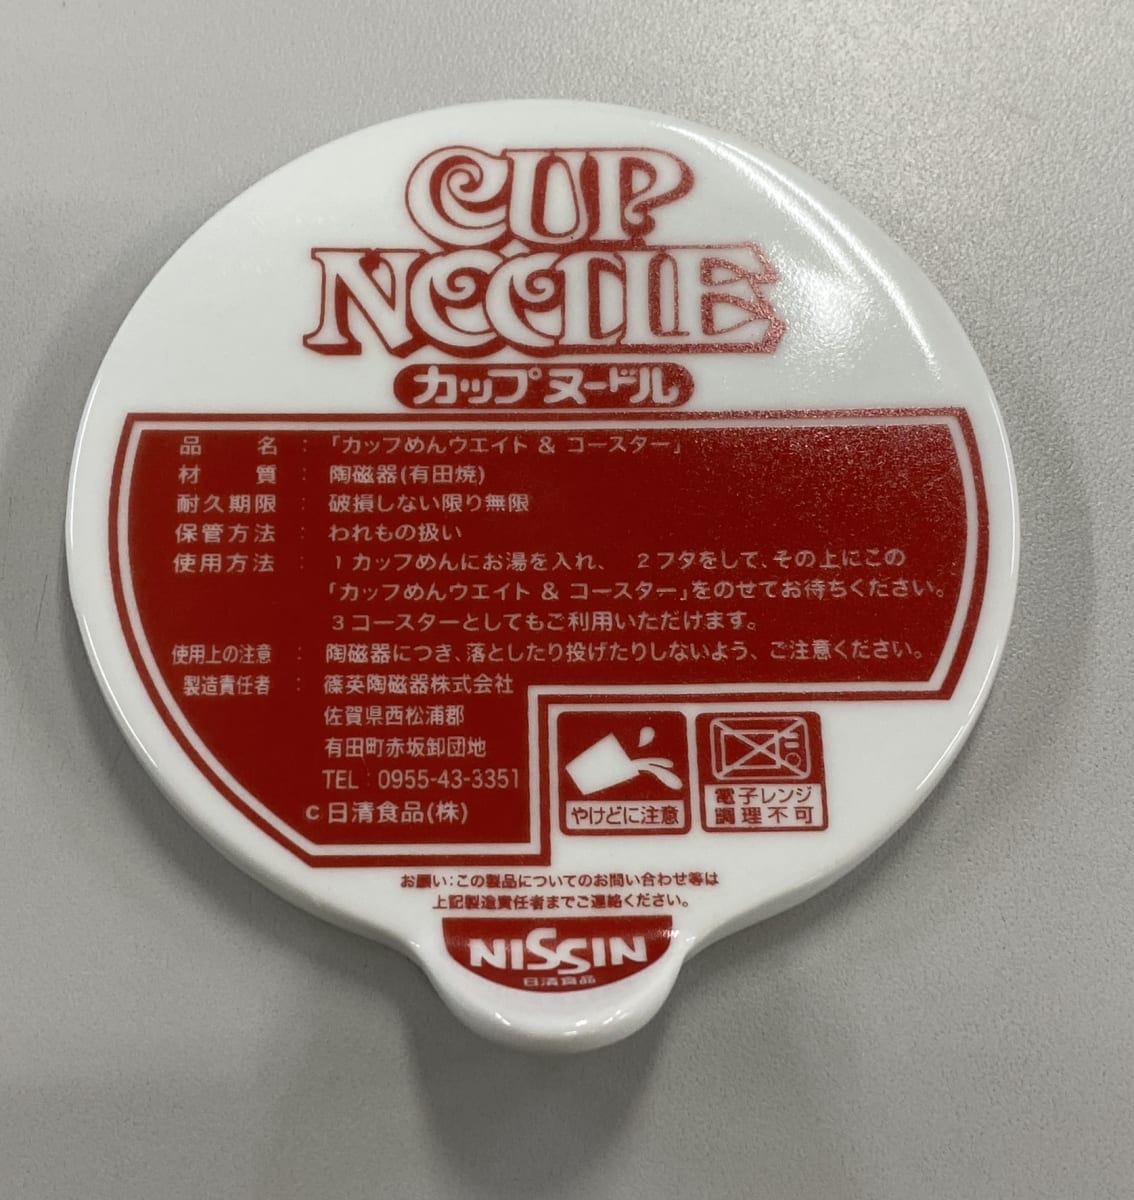 CUP
NOODLE
カップヌードル
品名：「カップめんウエイト & コースター」
材質：陶磁器(有田焼)
耐久期限：破損しない限り無限
保管方法：われもの扱い
使用方法：1カップめんにお湯を入れ、 2フタをして、その上にこの
「カップめんウエイト & コースター」をのせてお待ちください。
3コースターとしてもご利用いただけます。
使用上の注意：陶磁器につき、落としたり投げたりしないよう、ご注意ください。
製造責任者：篠英陶磁器株式会社
佐賀県西松浦郡
有田町赤坂卸団地
TEL：0955-43-3351
C 日清食品(株)
やけどに注意
電子レンジ
調理不可
お願い：この製品についてのお問い合わせ等は
上記製造責任者までご連絡ください。
NISSIN
日清食品